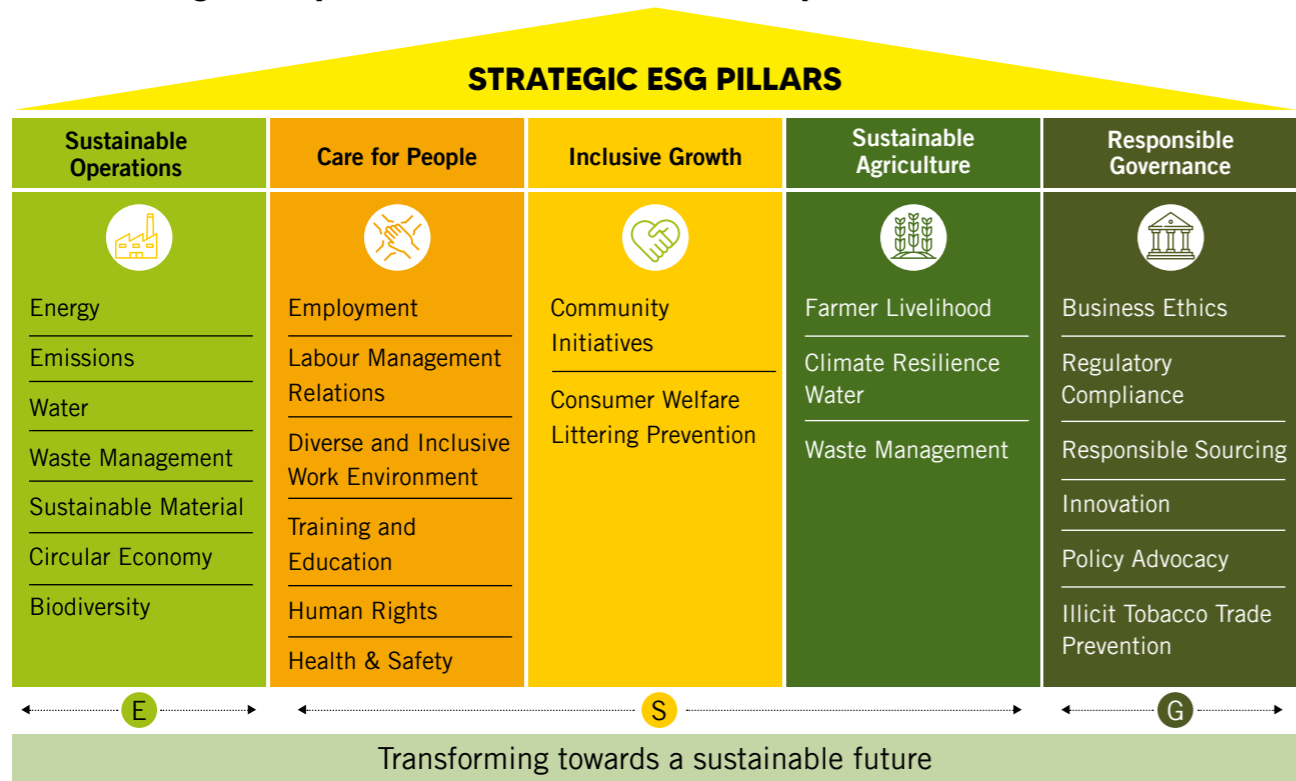 STRATEGIC ESG PILLARS
Sustainable
Operations
Energy
Emissions
Water
Waste Management
Sustainable Material
Circular Economy
Biodiversity
Care for People
Employment
Labour Management
Relations
Diverse and Inclusive
Work Environment
Training and
Education
Human Rights
Health & Safety
Inclusive Growth
Community
Initiatives
Consumer Welfare
Littering Prevention
Sustainable
Agriculture
Farmer Livelihood
Climate Resilience
Water
Waste Management
Responsible
Governance
Business Ethics
Regulatory
Compliance
Responsible Sourcing
Innovation
Policy Advocacy
Illicit Tobacco Trade
Prevention
E
S
G
Transforming towards a sustainable future